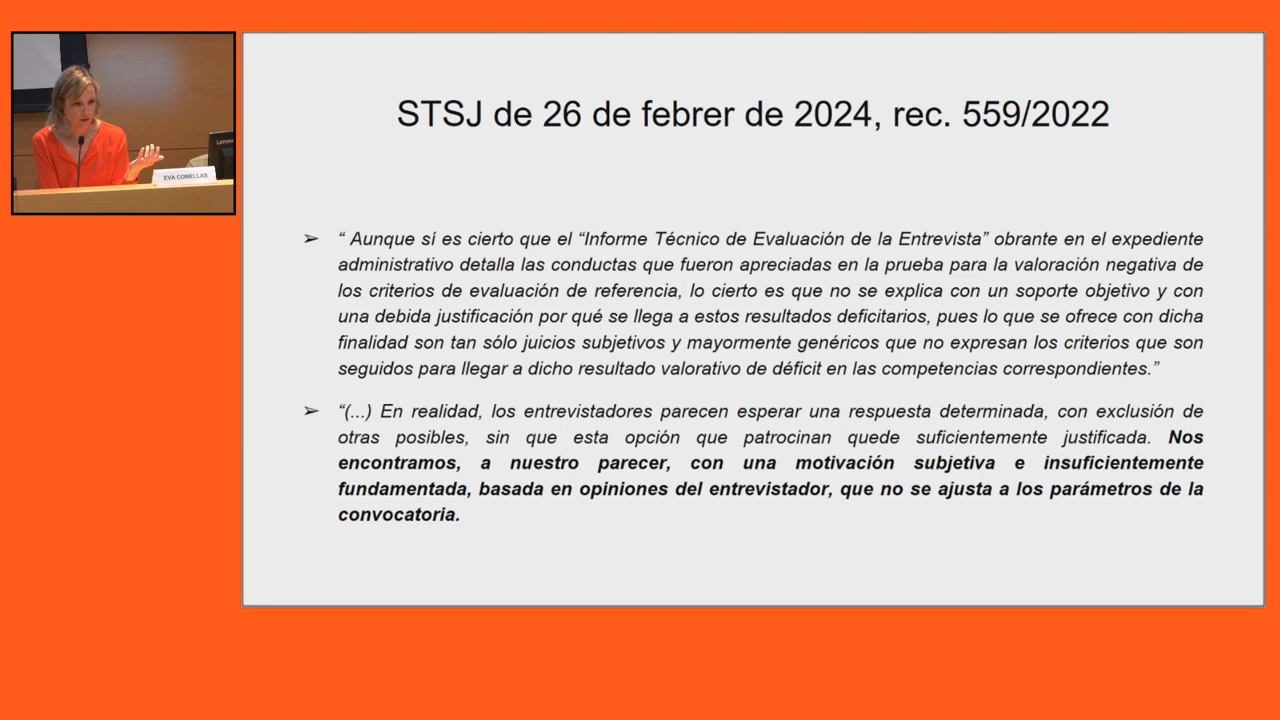 Lenovo
EVA COMELLAS
STSJ de 26 de febrer de 2024, rec. 559/2022
➢ “ Aunque sí es cierto que el “Informe Técnico de Evaluación de la Entrevista” obrante en el expediente
administrativo detalla las conductas que fueron apreciadas en la prueba para la valoración negativa de
los criterios de evaluación de referencia, lo cierto es que no se explica con un soporte objetivo y con
una debida justificación por qué se llega a estos resultados deficitarios, pues lo que se ofrece con dicha
finalidad son tan sólo juicios subjetivos y mayormente genéricos que no expresan los criterios que son
seguidos para llegar a dicho resultado valorativo de déficit en las competencias correspondientes.”
➢ “(...) En realidad, los entrevistadores parecen esperar una respuesta determinada, con exclusión de
otras posibles, sin que esta opción que patrocinan quede suficientemente justificada. Nos
encontramos, a nuestro parecer, con una motivación subjetiva e insuficientemente
fundamentada, basada en opiniones del entrevistador, que no se ajusta a los parámetros de la
convocatoria.